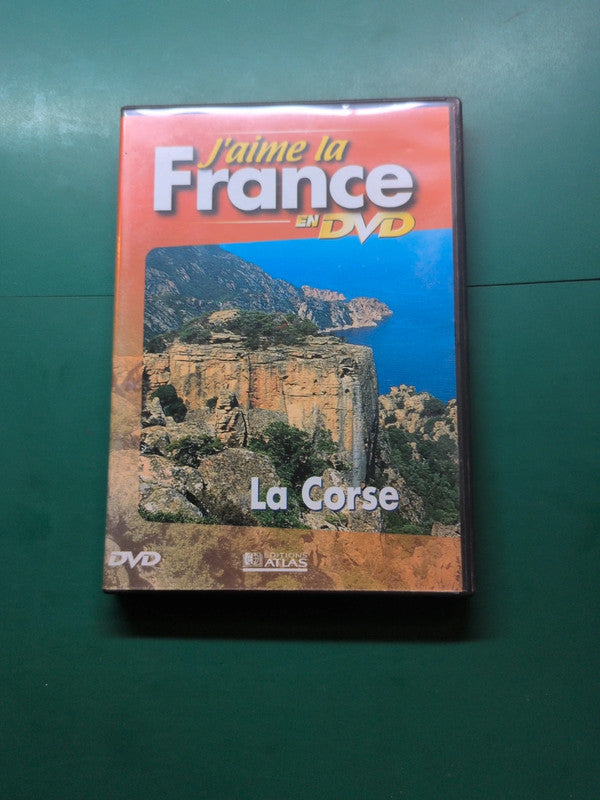 J'aime la
France
EN DVD
La Corse
DVD
EDITIONS
ATLAS